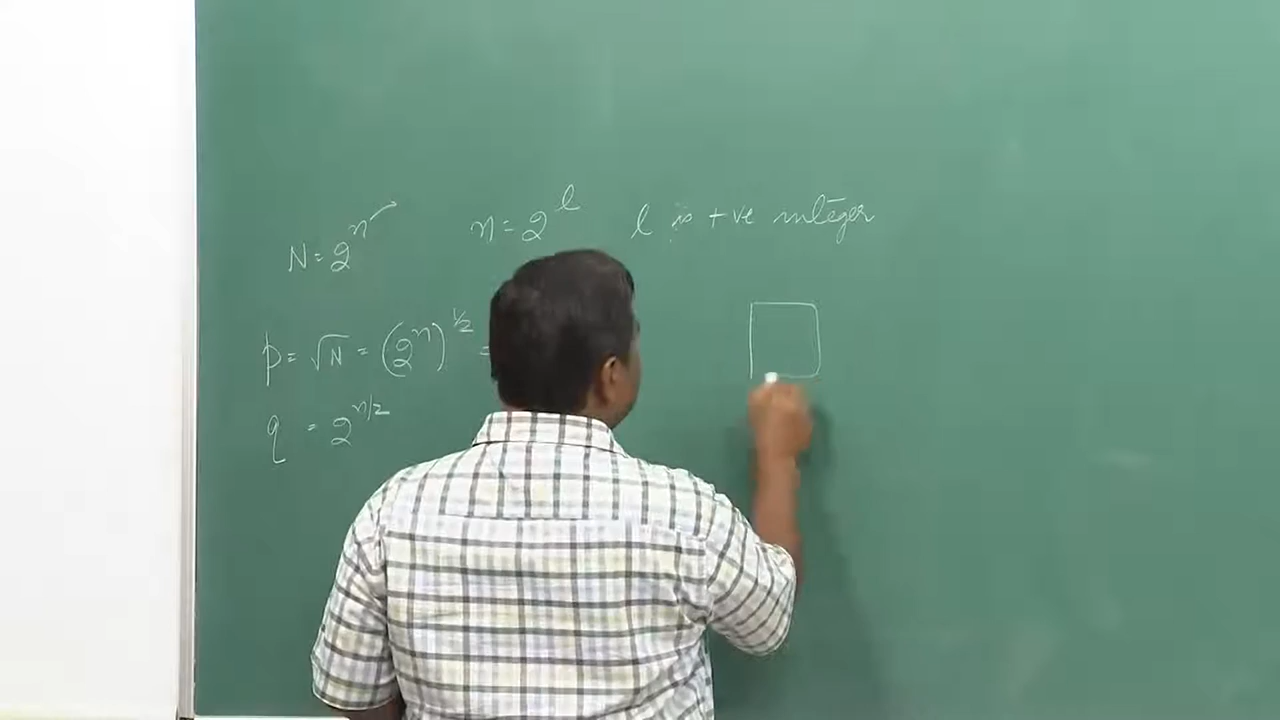 N = 2^n n = 2^l l is +ve integer
p = √N = (2^n)^1/2 =
q = 2^n/2